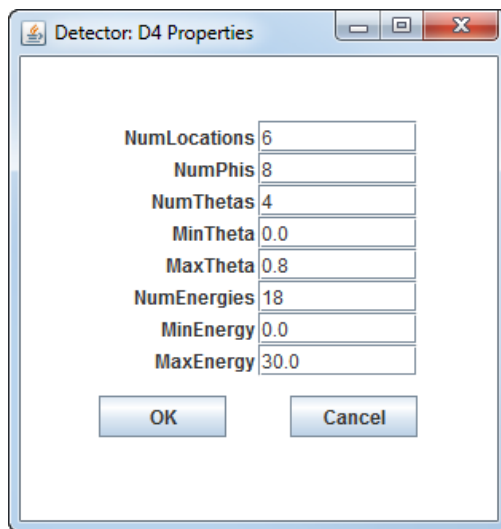 Detector: D4 Properties
NumLocations 6
NumPhis 8
NumThetas 4
MinTheta 0.0
MaxTheta 0.8
NumEnergies 18
MinEnergy 0.0
MaxEnergy 30.0
OK Cancel